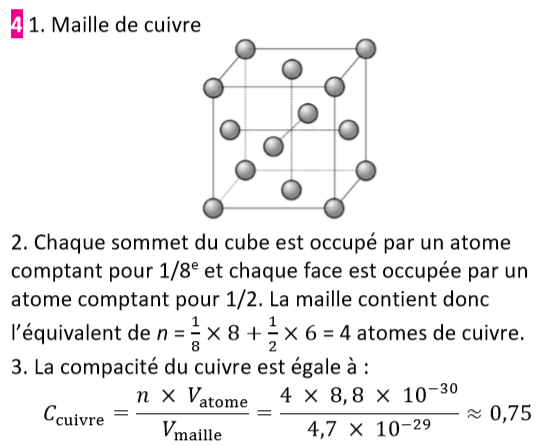 4 1. Maille de cuivre
2. Chaque sommet du cube est occupé par un atome
comptant pour 1/8ᵉ et chaque face est occupée par un
atome comptant pour 1/2. La maille contient donc
l’équivalent de n = 1/8 × 8 + 1/2 × 6 = 4 atomes de cuivre.
3. La compacité du cuivre est égale à :
C_cuivre = (n × V_atome)/V_maille = (4 × 8,8 × 10⁻³⁰)/(4,7 × 10⁻²⁹) ≈ 0,75